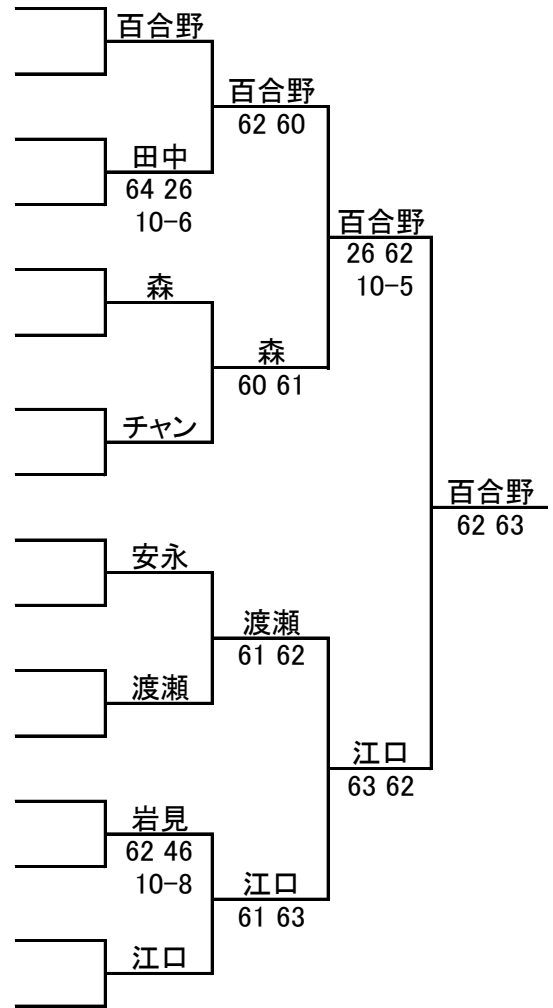 百合野
百合野
62 60
田中
64 26
10-6
百合野
26 62
10-5
森
森
60 61
チャン
百合野
62 63
安永
渡瀬
61 62
渡瀬
江口
63 62
岩見
62 46
10-8
江口
61 63
江口